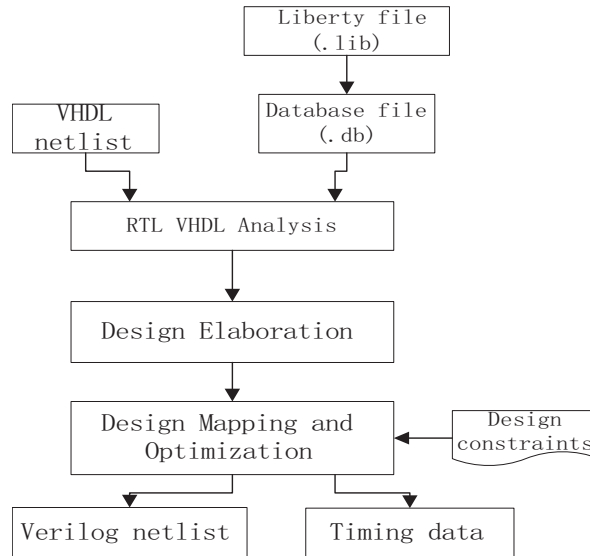 Liberty file
(.lib)
VHDL
netlist
Database file
(.db)
RTL VHDL Analysis
Design Elaboration
Design Mapping and
Optimization
Design
constraints
Verilog netlist
Timing data